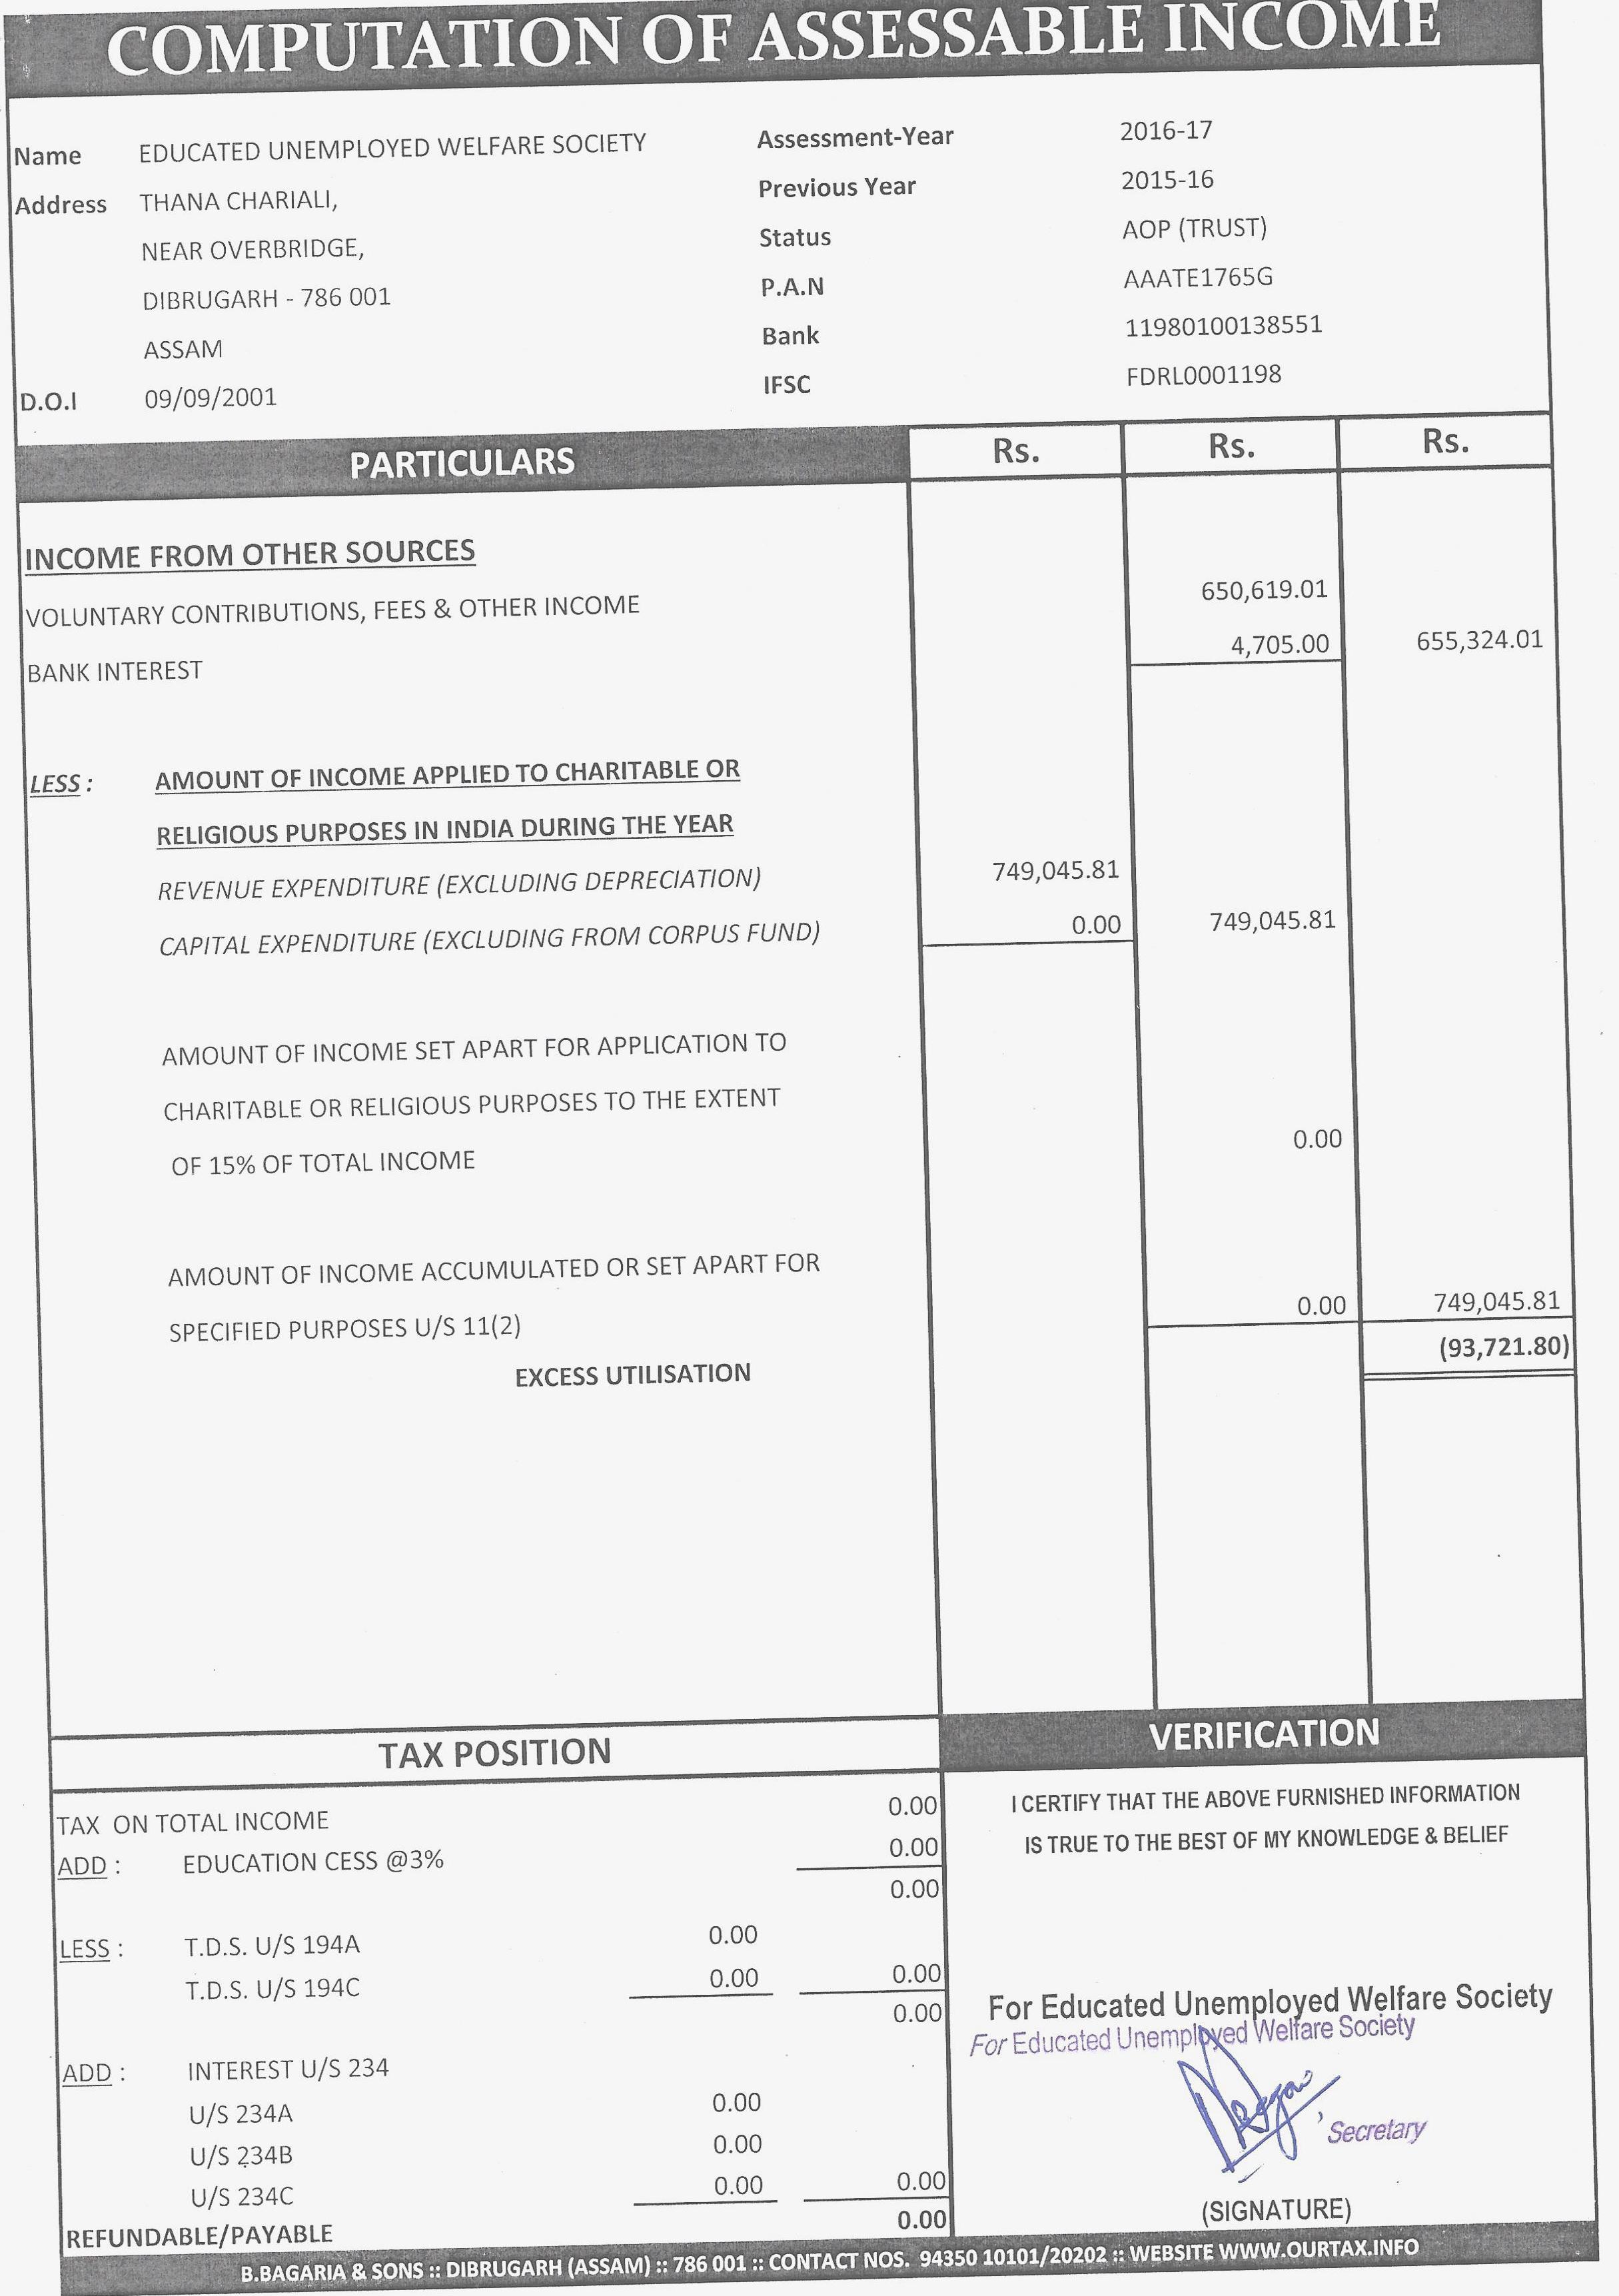 COMPUTATION OF ASSESSABLE INCOME
Name EDUCATED UNEMPLOYED WELFARE SOCIETY Assessment-Year 2016-17
Address THANA CHARIALI, Previous Year 2015-16
NEAR OVERBRIDGE, Status AOP (TRUST)
DIBRUGARH - 786 001 P.A.N AAATE1765G
ASSAM Bank 11980100138551
D.O.I 09/09/2001 IFSC FDRL0001198
PARTICULARS Rs. Rs. Rs.
INCOME FROM OTHER SOURCES
VOLUNTARY CONTRIBUTIONS, FEES & OTHER INCOME 650,619.01
BANK INTEREST 4,705.00 655,324.01
LESS : AMOUNT OF INCOME APPLIED TO CHARITABLE OR
RELIGIOUS PURPOSES IN INDIA DURING THE YEAR
REVENUE EXPENDITURE (EXCLUDING DEPRECIATION) 749,045.81
CAPITAL EXPENDITURE (EXCLUDING FROM CORPUS FUND) 0.00 749,045.81
AMOUNT OF INCOME SET APART FOR APPLICATION TO
CHARITABLE OR RELIGIOUS PURPOSES TO THE EXTENT
OF 15% OF TOTAL INCOME 0.00
AMOUNT OF INCOME ACCUMULATED OR SET APART FOR
SPECIFIED PURPOSES U/S 11(2) 0.00 749,045.81
EXCESS UTILISATION (93,721.80)
TAX POSITION
TAX ON TOTAL INCOME 0.00
ADD : EDUCATION CESS @3% 0.00
0.00
LESS : T.D.S. U/S 194A 0.00
T.D.S. U/S 194C 0.00 0.00
0.00
ADD : INTEREST U/S 234
U/S 234A 0.00
U/S 234B 0.00
U/S 234C 0.00 0.00
REFUNDABLE/PAYABLE 0.00
VERIFICATION
I CERTIFY THAT THE ABOVE FURNISHED INFORMATION
IS TRUE TO THE BEST OF MY KNOWLEDGE & BELIEF
For Educated Unemployed Welfare Society
For Educated Unemployed Welfare Society
Secretary
(SIGNATURE)
B.BAGARIA & SONS :: DIBRUGARH (ASSAM) :: 786 001 :: CONTACT NOS. 94350 10101/20202 :: WEBSITE WWW.OURTAX.INFO